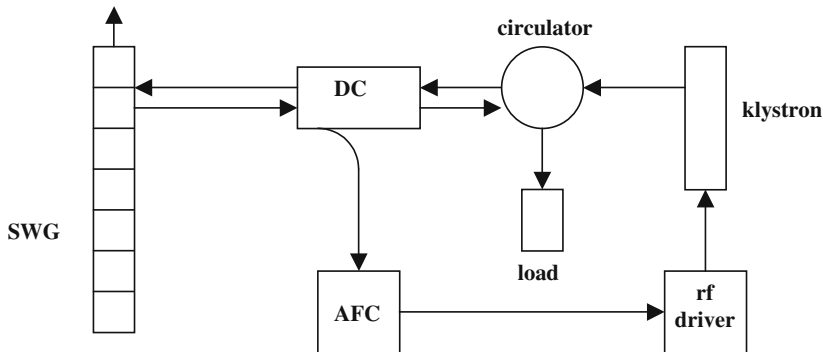 circulator
DC
klystron
SWG
load
AFC
rf
driver